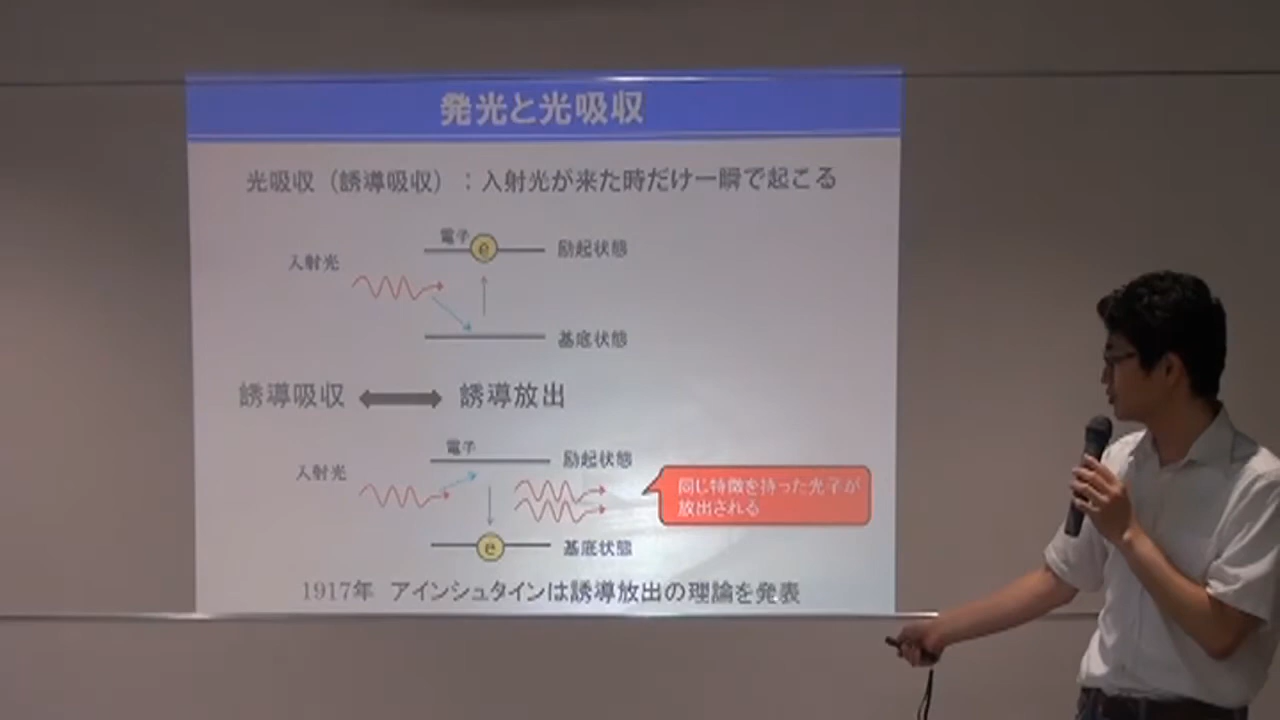 発光と光吸収
光吸収（誘導吸収）：入射光が来た時だけ一瞬で起こる
電子
e
励起状態
入射光
基底状態
誘導吸収
誘導放出
電子
励起状態
入射光
同じ特徴を持った光子が
放出される
e
基底状態
1917年 アインシュタインは誘導放出の理論を発表